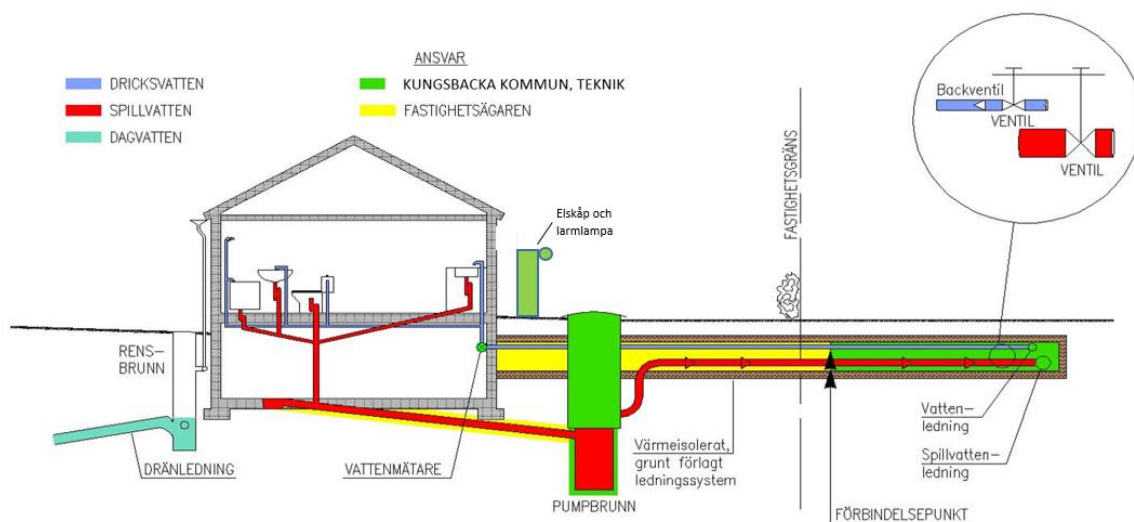 ANSVAR
DRICKSVATTEN
SPILLVATTEN
DAGVATTEN
KUNGSBACKA KOMMUN, TEKNIK
FASTIGHETSÄGAREN
Backventil
VENTIL
VENTIL
FASTIGHETSGRÄNS
Elskåp och
larmlampa
RENS-
BRUNN
DRÄNLEDNING
VATTENMÄTARE
PUMPBRUNN
Värmeisolerat,
grunt förlagt
ledningssystem
Vatten-
ledning
Spillvatten-
ledning
FÖRBINDELSEPUNKT